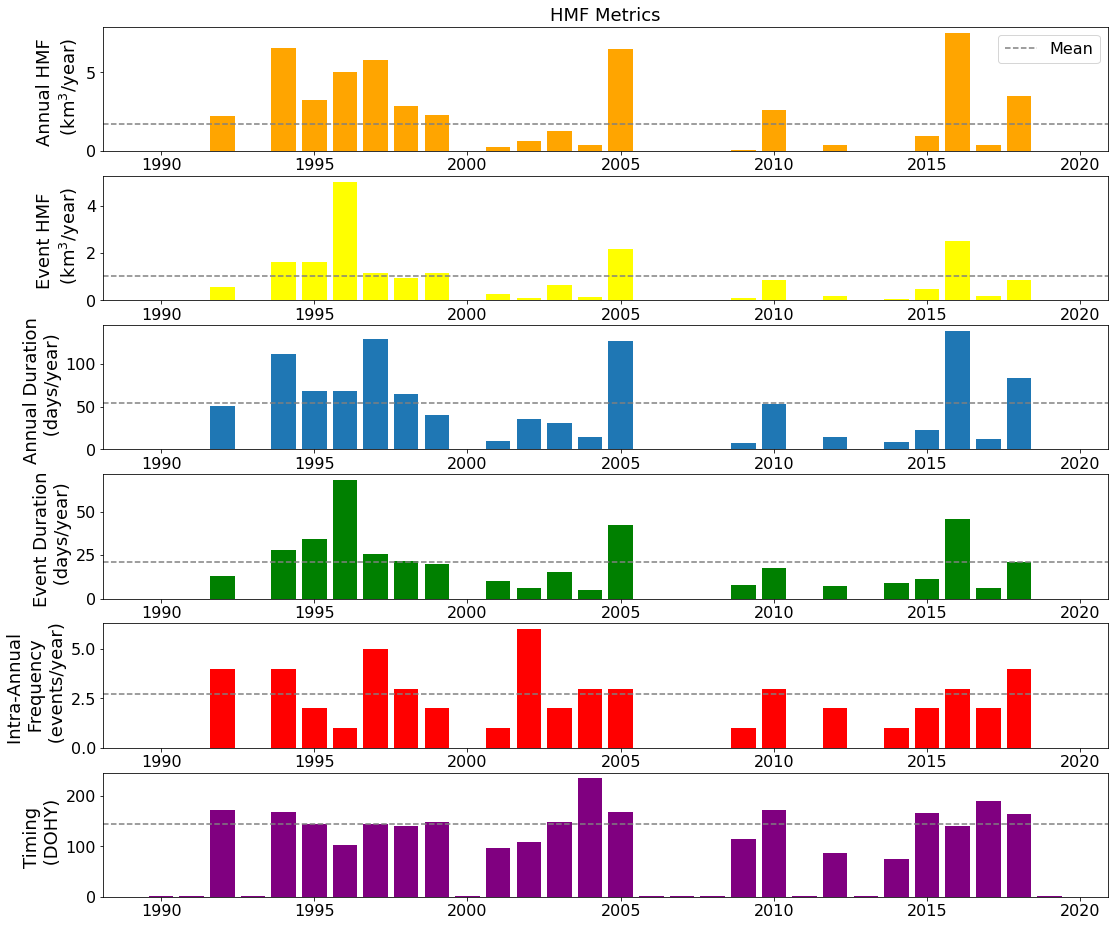 HMF Metrics
Annual HMF
(km³/year)
5
0
Mean
1990 1995 2000 2005 2010 2015 2020
Event HMF
(km³/year)
4
2
0
1990 1995 2000 2005 2010 2015 2020
Annual Duration
(days/year)
100
50
0
1990 1995 2000 2005 2010 2015 2020
Event Duration
(days/year)
50
25
0
1990 1995 2000 2005 2010 2015 2020
Intra-Annual
Frequency
(events/year)
5.0
2.5
0.0
1990 1995 2000 2005 2010 2015 2020
Timing
(DOHY)
200
100
0
1990 1995 2000 2005 2010 2015 2020